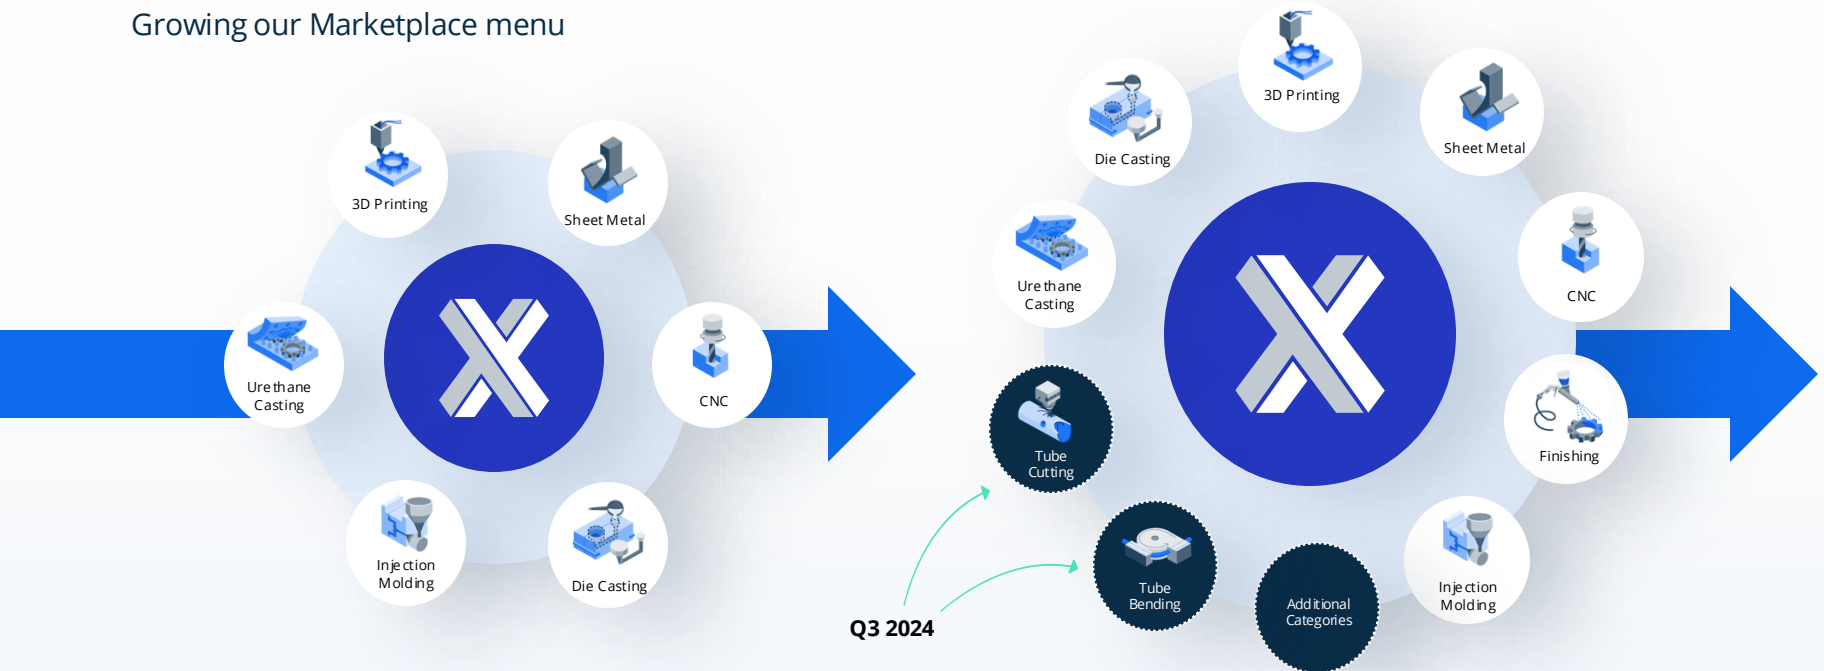 Growing our Marketplace menu
3D Printing
Sheet Metal
Urethane
Casting
CNC
Injection
Molding
Die Casting
3D Printing
Die Casting
Sheet Metal
Urethane
Casting
CNC
Tube
Cutting
Finishing
Tube
Bending
Additional
Categories
Injection
Molding
Q3 2024